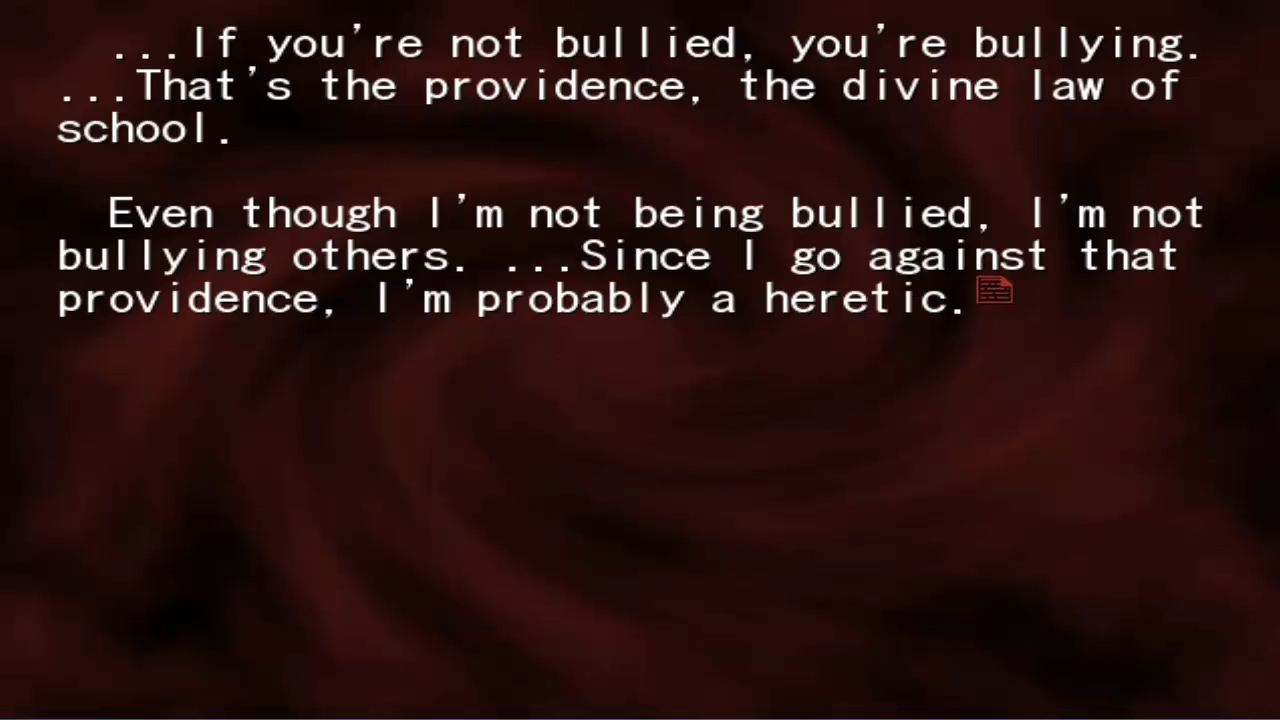 ...If you're not bullied, you're bullying.
...That's the providence, the divine law of
school.
Even though I'm not being bullied, I'm not
bullying others. ...Since I go against that
providence, I'm probably a heretic.